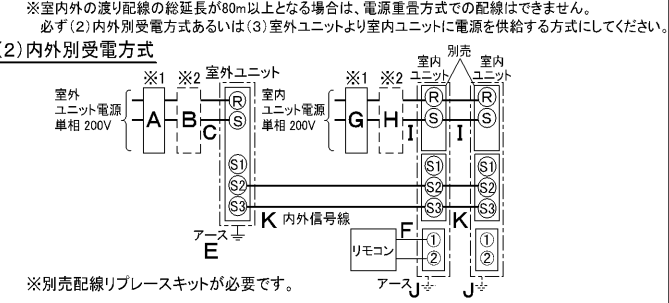 ※室内外の渡り配線の総延長が80m以上となる場合は、電源重畳方式での配線はできません。
必ず(2)内外別受電方式あるいは(3)室外ユニットより室内ユニットに電源を供給する方式にしてください。
(2)内外別受電方式
※1 ※2 室外ユニット
室外
ユニット電源
単相 200V
A B C R S
S1
S2
S3
アース
E
※1 ※2
室内
ユニット電源
単相 200V
G H I I
別売
室内
ユニット
室内
ユニット
R S R S
S1 S1
S2 S2
S3 S3
K 内外信号線
K
F
リモコン
① ①
② ②
アース J J
※別売配線リプレースキットが必要です。